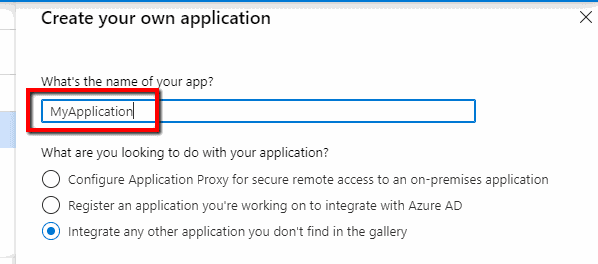 Create your own application
What's the name of your app?
MyApplication
What are you looking to do with your application?
Configure Application Proxy for secure remote access to an on-premises application
Register an application you're working on to integrate with Azure AD
Integrate any other application you don't find in the gallery